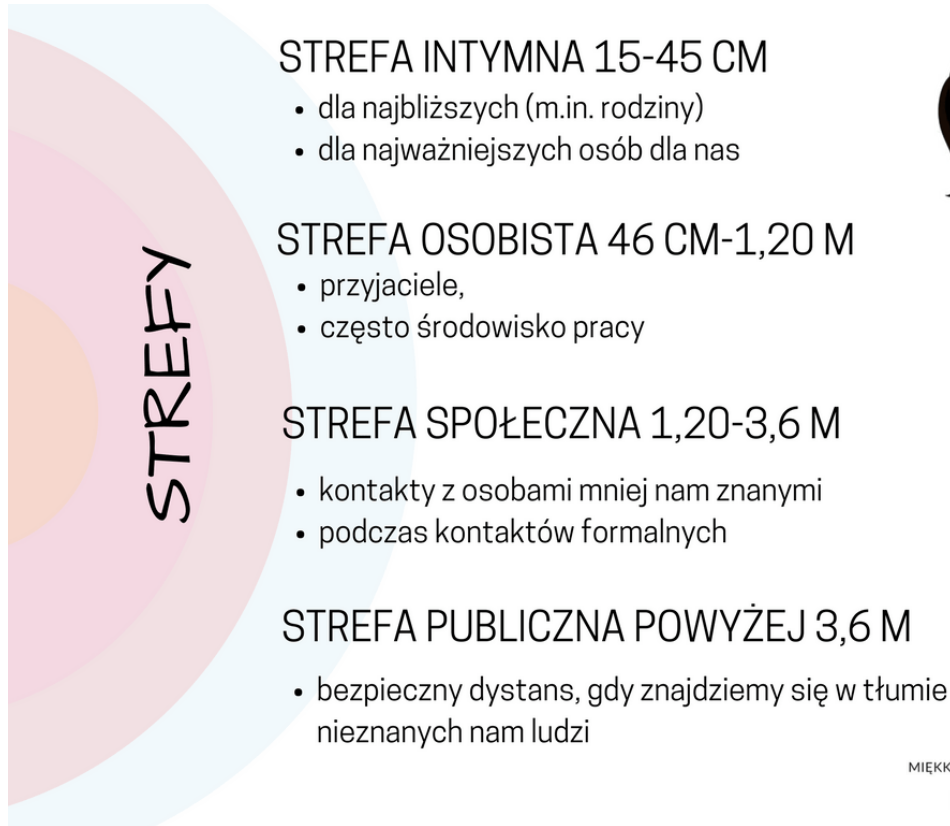 STREFY
STREFA INTYMNA 15-45 CM
• dla najbliższych (m.in. rodziny)
• dla najważniejszych osób dla nas
STREFA OSOBISTA 46 CM-1,20 M
• przyjaciele,
• często środowisko pracy
STREFA SPOŁECZNA 1,20-3,6 M
• kontakty z osobami mniej nam znanymi
• podczas kontaktów formalnych
STREFA PUBLICZNA POWYŻEJ 3,6 M
• bezpieczny dystans, gdy znajdziemy się w tłumie
nieznanych nam ludzi